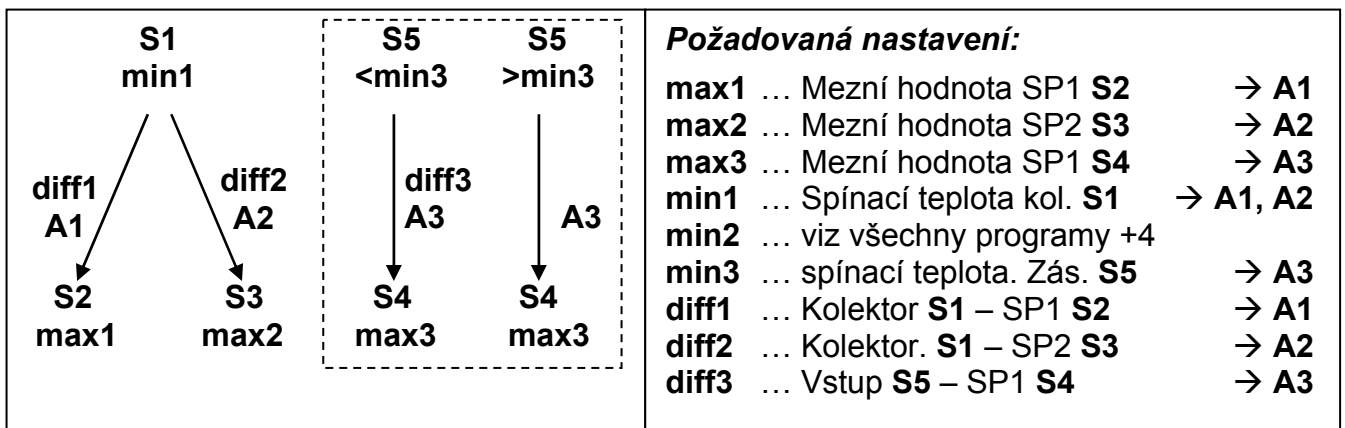 S1 S5 S5
min1 <min3 >min3
diff1 diff2 diff3
A1 A2 A3 A3
S2 S3 S4 S4
max1 max2 max3 max3
Požadovaná nastavení:
max1 … Mezní hodnota SP1 S2 → A1
max2 … Mezní hodnota SP2 S3 → A2
max3 … Mezní hodnota SP1 S4 → A3
min1 … Spínací teplota kol. S1 → A1, A2
min2 … viz všechny programy +4
min3 … spínací teplota. Zás. S5 → A3
diff1 … Kolektor S1 – SP1 S2 → A1
diff2 … Kolektor. S1 – SP2 S3 → A2
diff3 … Vstup S5 – SP1 S4 → A3